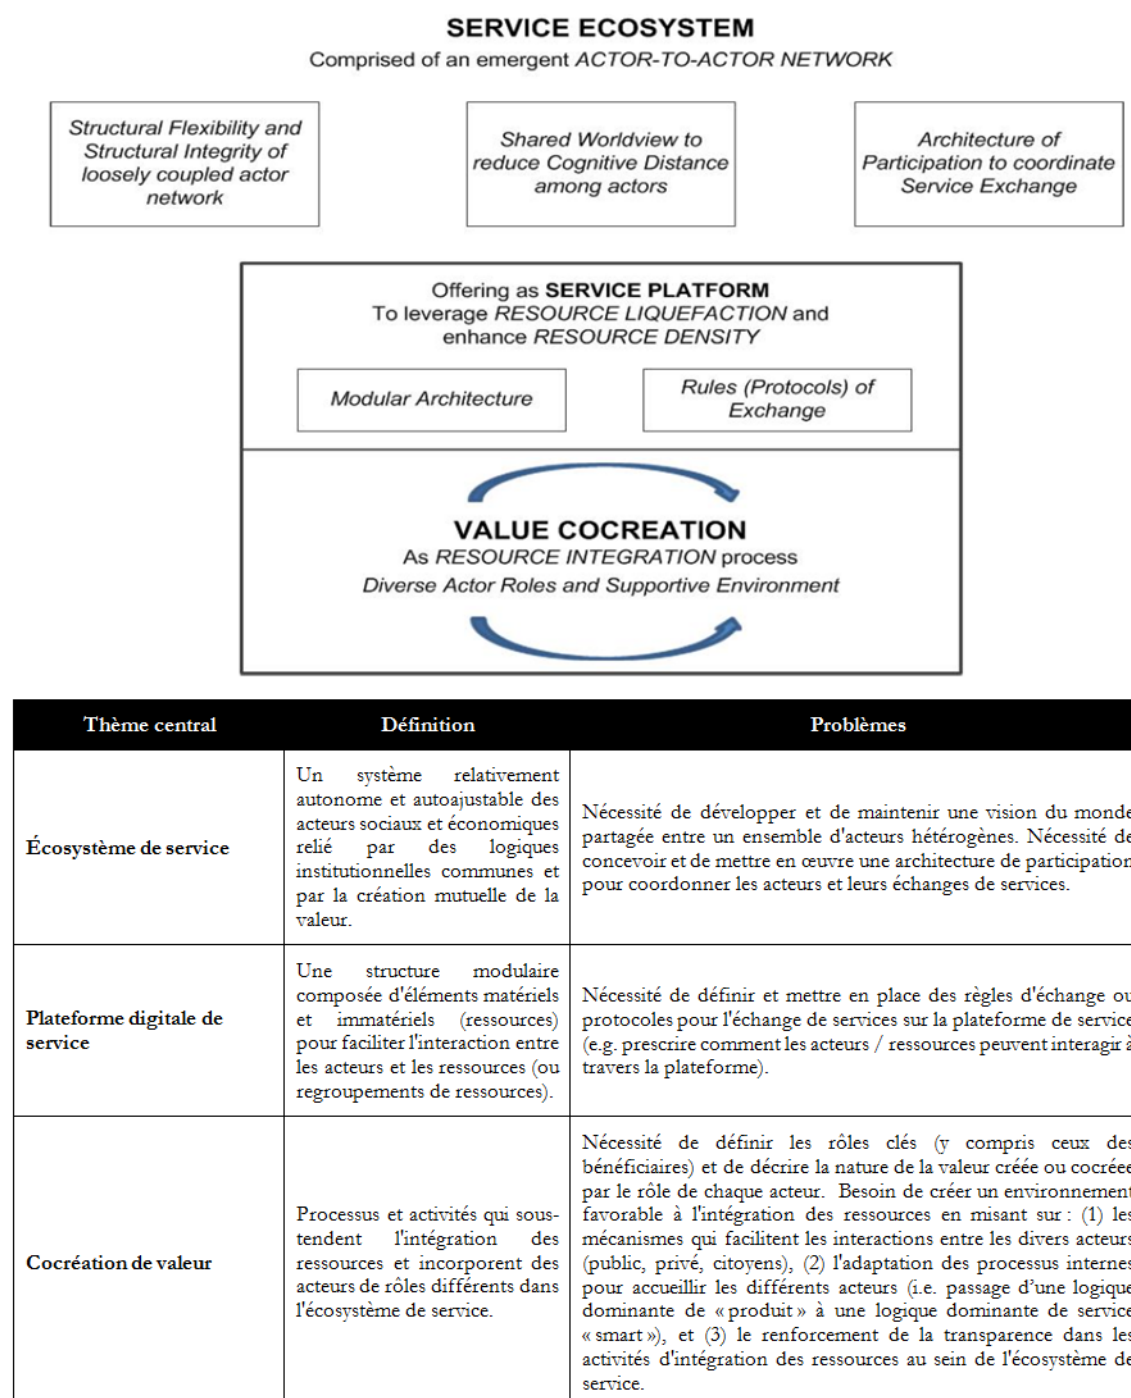 SERVICE ECOSYSTEM
Comprised of an emergent ACTOR-TO-ACTOR NETWORK
Structural Flexibility and
Structural Integrity of
loosely coupled actor
network
Shared Worldview to
reduce Cognitive Distance
among actors
Architecture of
Participation to coordinate
Service Exchange
Offering as SERVICE PLATFORM
To leverage RESOURCE LIQUEFACTION and
enhance RESOURCE DENSITY
Modular Architecture
Rules (Protocols) of
Exchange
VALUE COCREATION
As RESOURCE INTEGRATION process
Diverse Actor Roles and Supportive Environment
Thème central
Définition
Problèmes
Écosystème de service
Un système relativement
autonome et autoajustable des
acteurs sociaux et économiques
relié par des logiques
institutionnelles communes et
par la création mutuelle de la
valeur.
Nécessité de développer et de maintenir une vision du monde
partagée entre un ensemble d'acteurs hétérogènes. Nécessité de
concevoir et de mettre en œuvre une architecture de participation
pour coordonner les acteurs et leurs échanges de services.
Plateforme digitale de
service
Une structure modulaire
composée d'éléments matériels
et immatériels (ressources)
pour faciliter l'interaction entre
les acteurs et les ressources (ou
regroupements de ressources).
Nécessité de définir et mettre en place des règles d'échange ou
protocoles pour l'échange de services sur la plateforme de service
(e.g. prescrire comment les acteurs / ressources peuvent interagir à
travers la plateforme).
Cocréation de valeur
Processus et activités qui sous-
tendent l'intégration des
ressources et incorporent des
acteurs de rôles différents dans
l'écosystème de service.
Nécessité de définir les rôles clés (y compris ceux des
bénéficiaires) et de décrire la nature de la valeur créée ou cocréée
par le rôle de chaque acteur. Besoin de créer un environnement
favorable à l'intégration des ressources en misant sur : (1) les
mécanismes qui facilitent les interactions entre les divers acteurs
(public, privé, citoyens), (2) l'adaptation des processus internes
pour accueillir les différents acteurs (i.e. passage d'une logique
dominante de « produit » à une logique dominante de service
« smart »), et (3) le renforcement de la transparence dans les
activités d'intégration des ressources au sein de l'écosystème de
service.